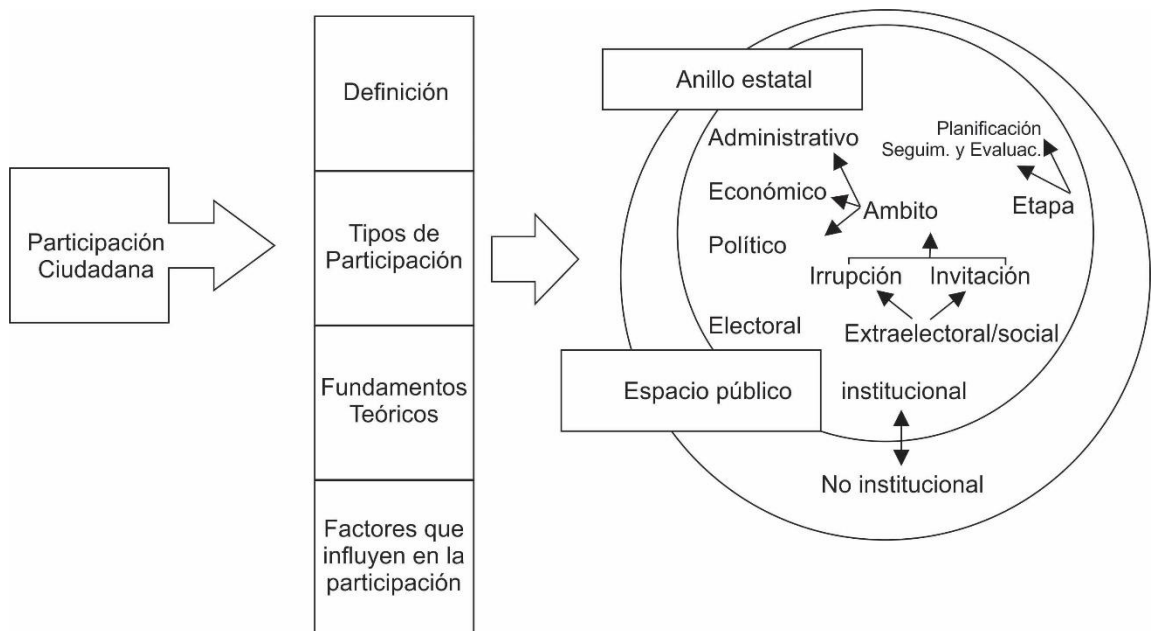 Participación
Ciudadana
Definición
Tipos de
Participación
Fundamentos
Teóricos
Factores que
influyen en la
participación
Anillo estatal
Administrativo
Económico
Político
Ambito
Planificación
Seguim. y Evaluac.
Etapa
Irrupción
Invitación
Electoral
Extraelectoral/social
Espacio público
institucional
No institucional